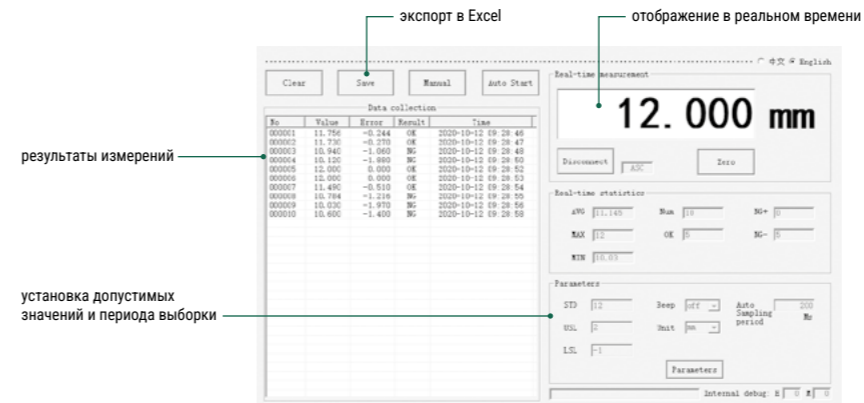 экспорт в Excel
отображение в реальном времени
中文 English
Clear Save Manual Auto Start
Real-time measurement
12.000 mm
Data collection
No Value Error Result Time
000001 11.756 -0.244 OK 2020-10-12 09:28:46
000002 11.730 -0.270 OK 2020-10-12 09:28:47
000003 10.940 -1.060 NG 2020-10-12 09:28:48
000004 10.120 -1.880 NG 2020-10-12 09:28:50
000005 12.000 0.000 OK 2020-10-12 09:28:52
000006 12.000 0.000 OK 2020-10-12 09:28:53
000007 11.490 -0.510 OK 2020-10-12 09:28:54
000008 10.784 -1.216 NG 2020-10-12 09:28:55
000009 10.030 -1.970 NG 2020-10-12 09:28:56
000010 10.600 -1.400 NG 2020-10-12 09:28:58
результаты измерений
Disconnect ASC Zero
Real-time statistics
AVG 11.145 Num 10 NG+ 0
MAX 12 OK 5 NG- 5
MIN 10.03
установка допустимых
значений и периода выборки
Parameters
STD 12 Beep off Auto Sampling period 200 Ms
USL 2 Unit mm
LSL -1
Parameters
Internal debug: E 0 R 0